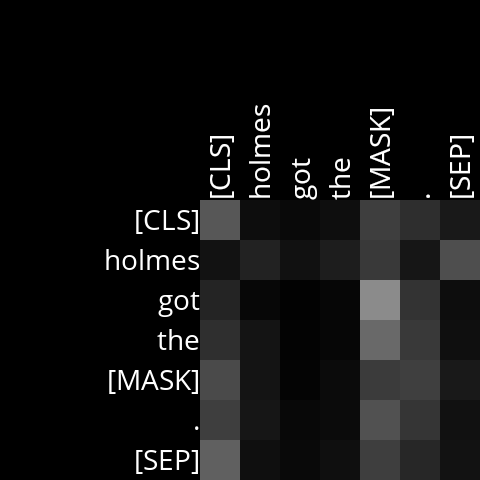 [CLS] holmes got the [MASK] . [SEP]
[CLS]
holmes
got
the
[MASK]
.
[SEP]